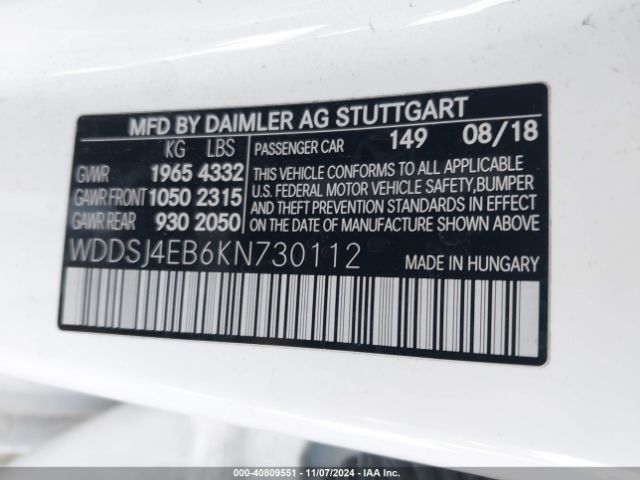 MFD BY DAIMLER AG STUTTGART
KG LBS PASSENGER CAR 149 08/18
GVWR 1965 4332
GAWR FRONT 1050 2315
GAWR REAR 930 2050
THIS VEHICLE CONFORMS TO ALL APPLICABLE
U.S. FEDERAL MOTOR VEHICLE SAFETY, BUMPER
AND THEFT PREVENTION STANDARDS IN EFFECT
ON THE DATE OF MANUFACTURE SHOWN ABOVE.
WDDSJ4EB6KN730112
MADE IN HUNGARY
000-40809551 - 11/07/2024 - IAAI.COM